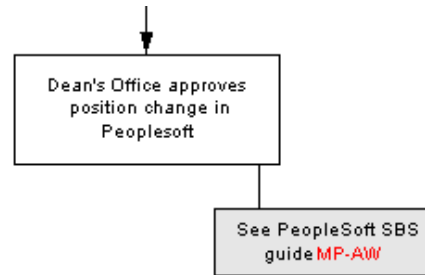 Dean's Office approves
position change in
Peoplesoft
See PeopleSoft SBS
guide MP-AW